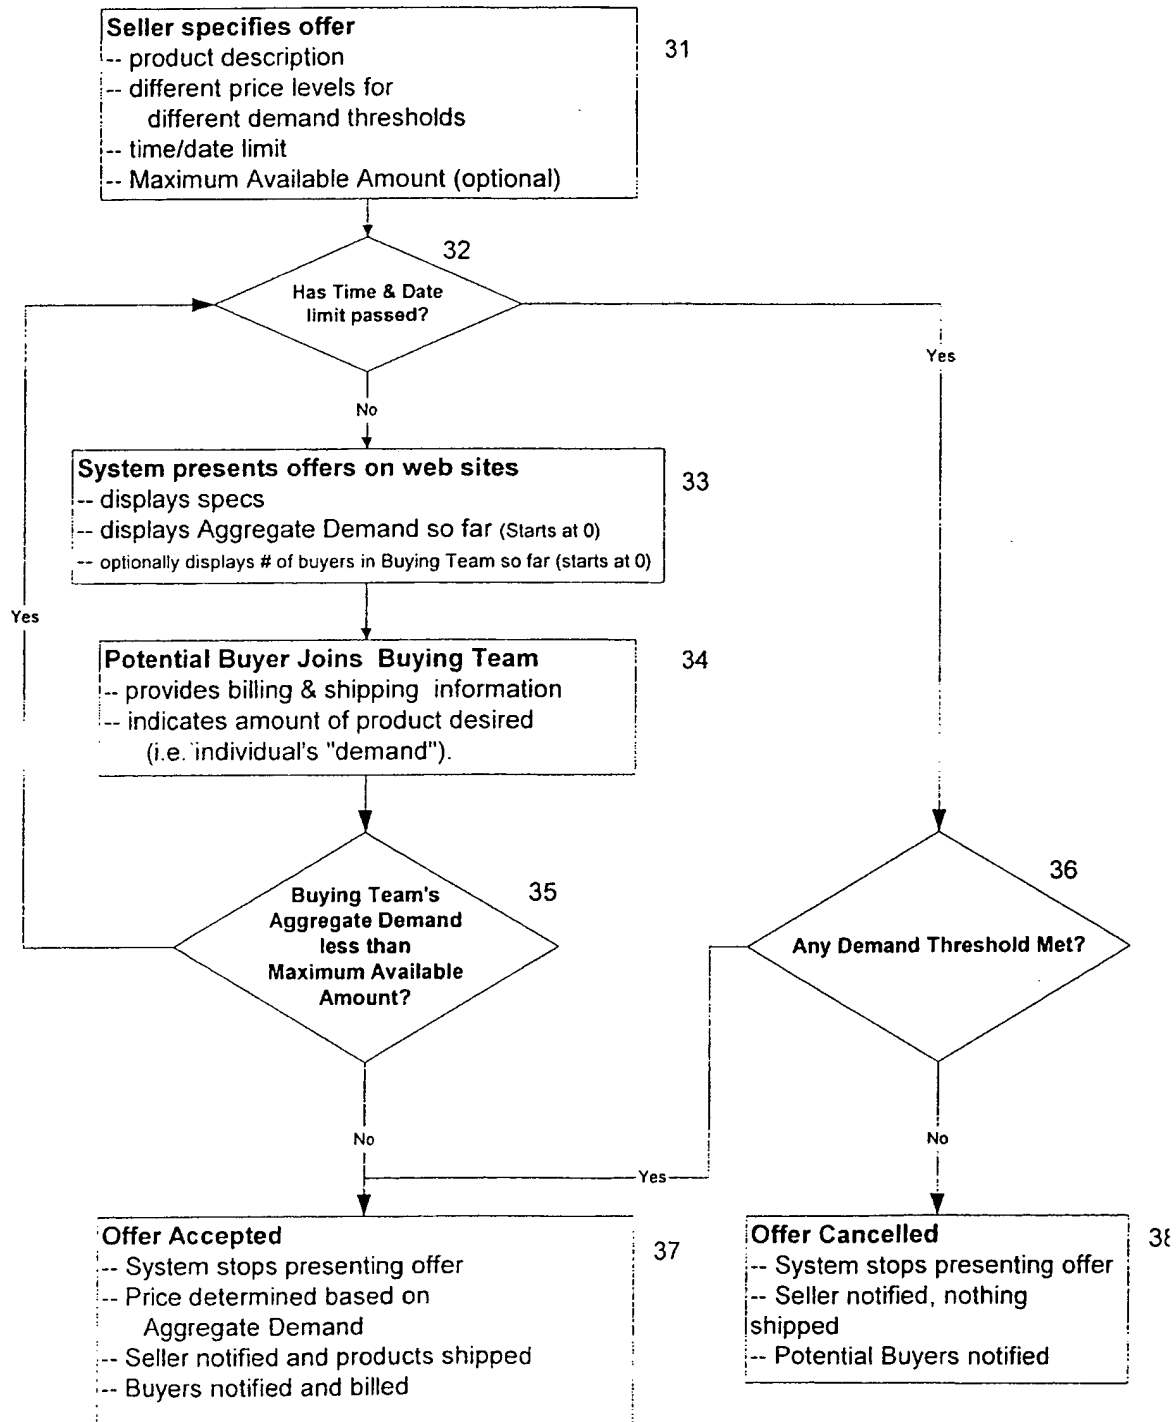 Seller specifies offer
-- product description
-- different price levels for
different demand thresholds
-- time/date limit
-- Maximum Available Amount (optional)
31
32
Has Time & Date
limit passed?
Yes
No
System presents offers on web sites
-- displays specs
-- displays Aggregate Demand so far (Starts at 0)
-- optionally displays # of buyers in Buying Team so far (starts at 0)
33
Yes
Potential Buyer Joins Buying Team
-- provides billing & shipping information
-- indicates amount of product desired
(i.e. individual's "demand").
34
35
Buying Team's
Aggregate Demand
less than
Maximum Available
Amount?
36
Any Demand Threshold Met?
No
No
Yes
Offer Accepted
-- System stops presenting offer
-- Price determined based on
Aggregate Demand
-- Seller notified and products shipped
-- Buyers notified and billed
37
Offer Cancelled
-- System stops presenting offer
-- Seller notified, nothing
shipped
-- Potential Buyers notified